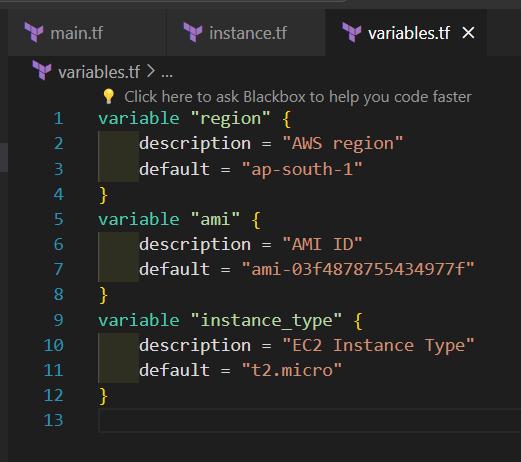 main.tf
instance.tf
variables.tf ×
variables.tf > ...
Click here to ask Blackbox to help you code faster
1 variable "region" {
2 description = "AWS region"
3 default = "ap-south-1"
4 }
5 variable "ami" {
6 description = "AMI ID"
7 default = "ami-03f4878755434977f"
8 }
9 variable "instance_type" {
10 description = "EC2 Instance Type"
11 default = "t2.micro"
12 }
13